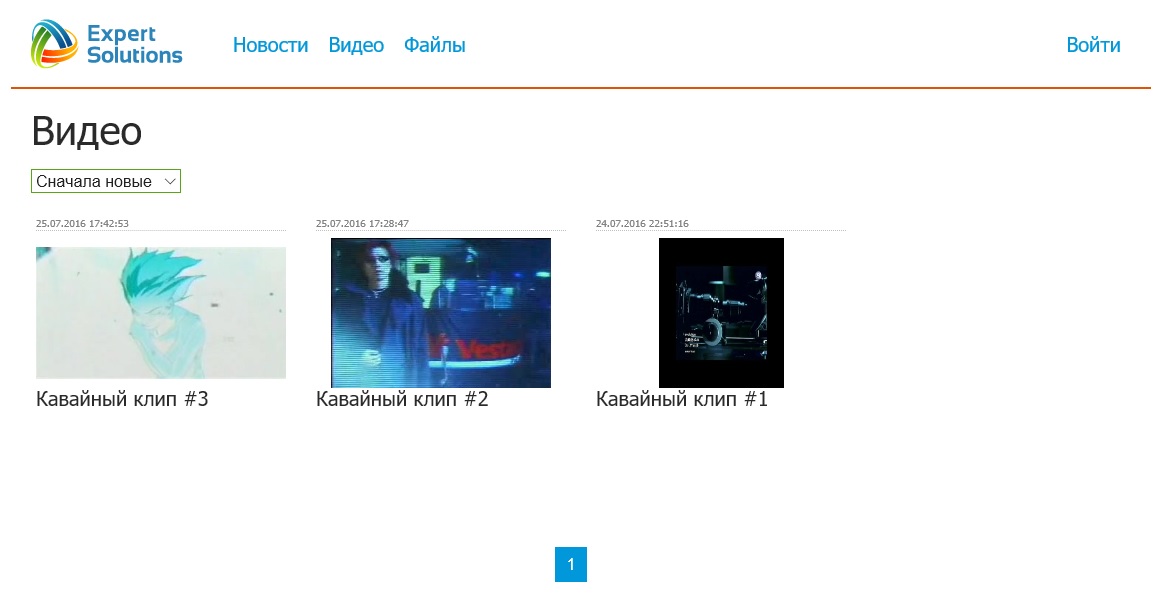 Expert
Solutions
Новости Видео Файлы Войти
Видео
Сначала новые
25.07.2016 17:42:53 25.07.2016 17:28:47 24.07.2016 22:51:16
Кавайный клип #3 Кавайный клип #2 Кавайный клип #1
1